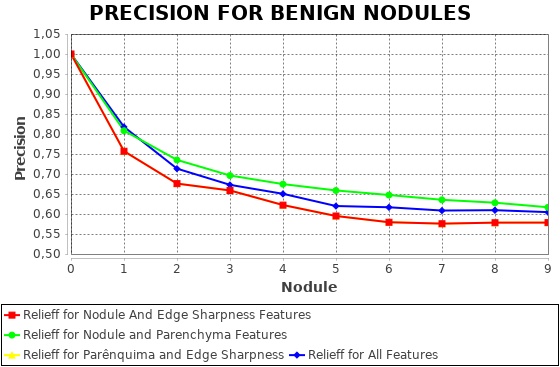 PRECISION FOR BENIGN NODULES
1,05
1,00
0,95
0,90
0,85
0,80
0,75
0,70
0,65
0,60
0,55
0,50
Precision
0 1 2 3 4 5 6 7 8 9
Nodule
Relieff for Nodule And Edge Sharpness Features
Relieff for Nodule and Parenchyma Features
Relieff for Parênquima and Edge Sharpness Relieff for All Features